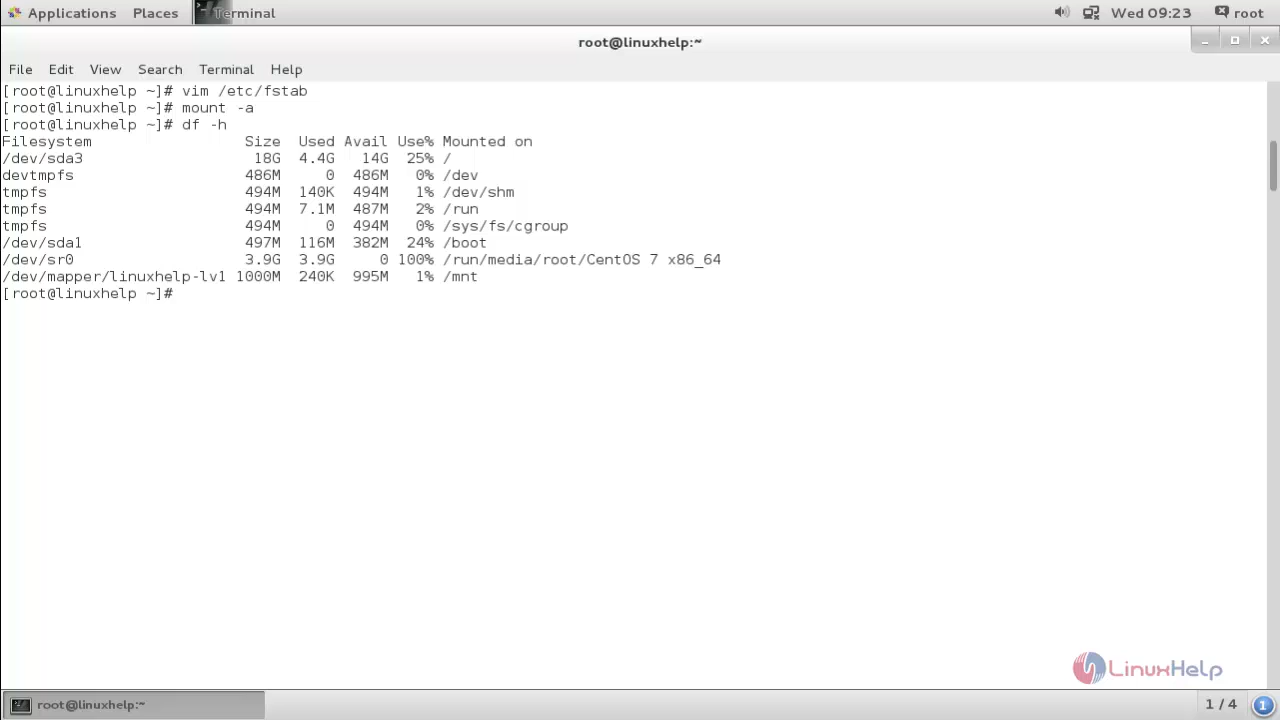 Applications Places Terminal Wed 09:23 root
root@linuxhelp:~
File Edit View Search Terminal Help
[root@linuxhelp ~]# vim /etc/fstab
[root@linuxhelp ~]# mount -a
[root@linuxhelp ~]# df -h
Filesystem Size Used Avail Use% Mounted on
/dev/sda3 18G 4.4G 14G 25% /
devtmpfs 486M 0 486M 0% /dev
tmpfs 494M 140K 494M 1% /dev/shm
tmpfs 494M 7.1M 487M 2% /run
tmpfs 494M 0 494M 0% /sys/fs/cgroup
/dev/sda1 497M 116M 382M 24% /boot
/dev/sr0 3.9G 3.9G 0 100% /run/media/root/CentOS 7 x86_64
/dev/mapper/linuxhelp-lv1 1000M 240K 995M 1% /mnt
[root@linuxhelp ~]#
LinuxHelp
root@linuxhelp:~ 1 / 4 1